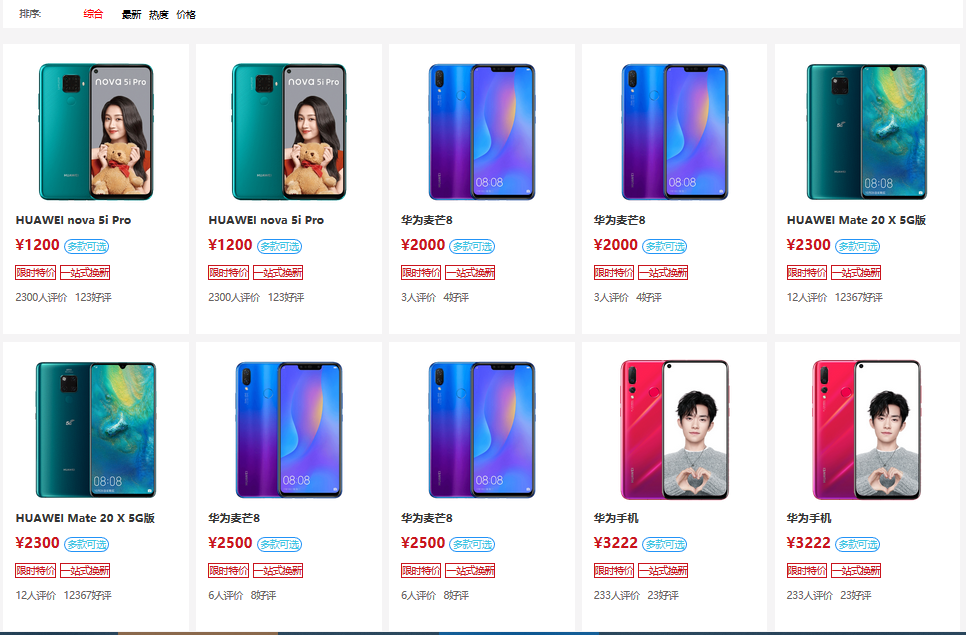 排序: 综合 最新 热度 价格
nova 5i Pro nova 5i Pro
08:08 08:08 08:08
HUAWEI nova 5i Pro HUAWEI nova 5i Pro 华为麦芒8 华为麦芒8 HUAWEI Mate 20 X 5G版
¥1200 多款可选 ¥1200 多款可选 ¥2000 多款可选 ¥2000 多款可选 ¥2300 多款可选
限时特价 一站式换新 限时特价 一站式换新 限时特价 一站式换新 限时特价 一站式换新 限时特价 一站式换新
2300人评价 123好评 2300人评价 123好评 3人评价 4好评 3人评价 4好评 12人评价 12367好评
08:08 08:08 08:08
HUAWEI Mate 20 X 5G版 华为麦芒8 华为麦芒8 华为手机 华为手机
¥2300 多款可选 ¥2500 多款可选 ¥2500 多款可选 ¥3222 多款可选 ¥3222 多款可选
限时特价 一站式换新 限时特价 一站式换新 限时特价 一站式换新 限时特价 一站式换新 限时特价 一站式换新
12人评价 12367好评 6人评价 8好评 6人评价 8好评 233人评价 23好评 233人评价 23好评